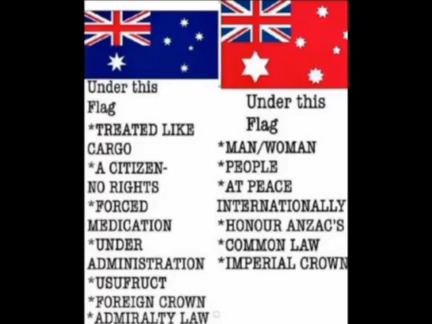 Under this
Flag
*TREATED LIKE
CARGO
*A CITIZEN-
NO RIGHTS
*FORCED
MEDICATION
*UNDER
ADMINISTRATION
*USUFRUCT
*FOREIGN CROWN
*ADMIRALTY LAW
Under this
Flag
*MAN/WOMAN
*PEOPLE
*AT PEACE
INTERNATIONALLY
*HONOUR ANZAC'S
*COMMON LAW
*IMPERIAL CROWN